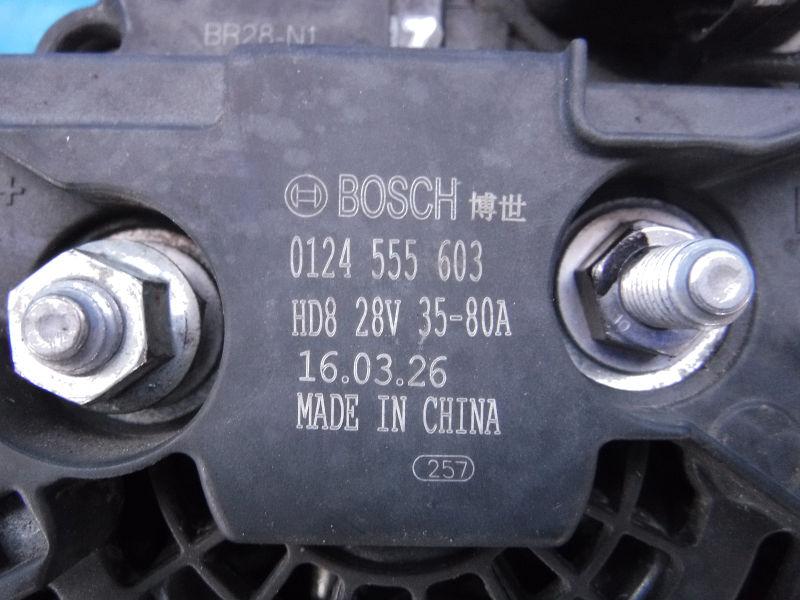 BR28-N1
BOSCH 博世
0124 555 603
HD8 28V 35-80A
16.03.26
MADE IN CHINA
257